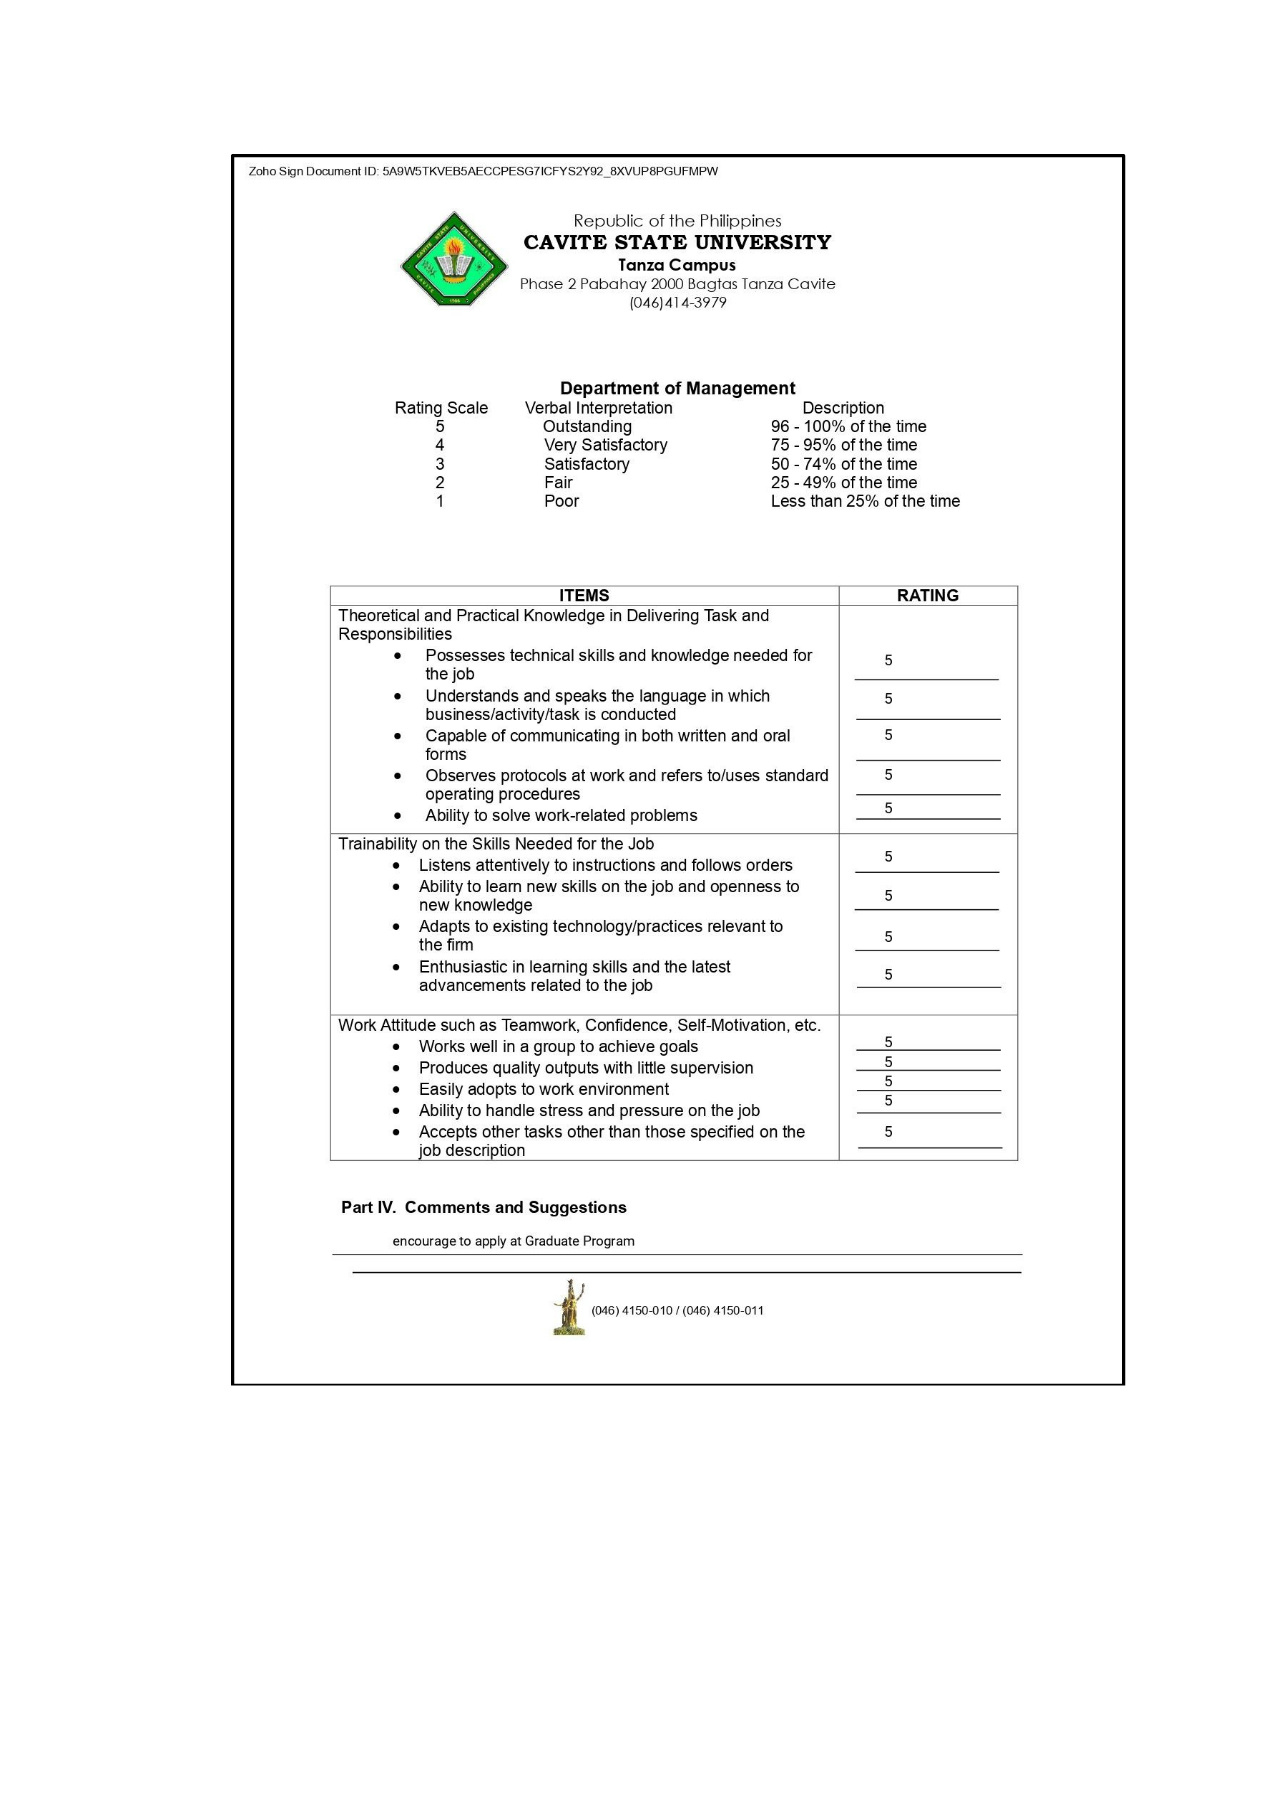 Zoho Sign Document ID: 5A9W5TKVEB5AECCPESG7ICFYS2Y92_8XVUP8PGUFMPW
Republic of the Philippines
CAVITE STATE UNIVERSITY
Tanza Campus
Phase 2 Pabahay 2000 Bagtas Tanza Cavite
(046)414-3979
Department of Management
Rating Scale Verbal Interpretation Description
5 Outstanding 96 - 100% of the time
4 Very Satisfactory 75 - 95% of the time
3 Satisfactory 50 - 74% of the time
2 Fair 25 - 49% of the time
1 Poor Less than 25% of the time
ITEMS RATING
Theoretical and Practical Knowledge in Delivering Task and
Responsibilities
• Possesses technical skills and knowledge needed for 5
the job
• Understands and speaks the language in which 5
business/activity/task is conducted
• Capable of communicating in both written and oral 5
forms
• Observes protocols at work and refers to/uses standard 5
operating procedures
• Ability to solve work-related problems 5
Trainability on the Skills Needed for the Job
• Listens attentively to instructions and follows orders 5
• Ability to learn new skills on the job and openness to 5
new knowledge
• Adapts to existing technology/practices relevant to 5
the firm
• Enthusiastic in learning skills and the latest 5
advancements related to the job
Work Attitude such as Teamwork, Confidence, Self-Motivation, etc.
• Works well in a group to achieve goals 5
• Produces quality outputs with little supervision 5
• Easily adopts to work environment 5
• Ability to handle stress and pressure on the job 5
• Accepts other tasks other than those specified on the 5
job description
Part IV. Comments and Suggestions
encourage to apply at Graduate Program
(046) 4150-010 / (046) 4150-011